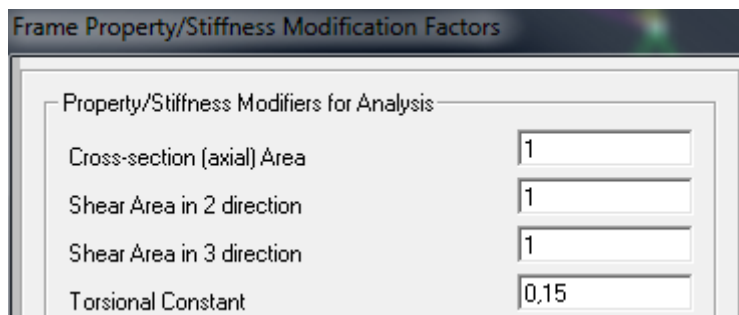 Frame Property/Stiffness Modification Factors
Property/Stiffness Modifiers for Analysis
Cross-section (axial) Area 1
Shear Area in 2 direction 1
Shear Area in 3 direction 1
Torsional Constant 0,15